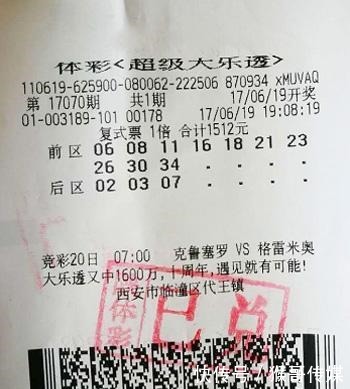 体彩<超级大乐透>
110619-625900-080062-222506 870934 xMUVAQ
第 17070期 共1期 17/06/19开奖
01-003189-101 00178 17/06/19 19:08:19
复式票 1倍 合计1512元
前区 06 08 11 16 18 21 23
26 30 34 . . . .
后区 02 03 07 . . . .
竞彩20日 07:00 克鲁塞罗 VS 格雷米奥
大乐透又中1600万,十周年,遇见就有可能!
西安市临潼区代王镇
体彩
已兑
快传号/猴哥传媒